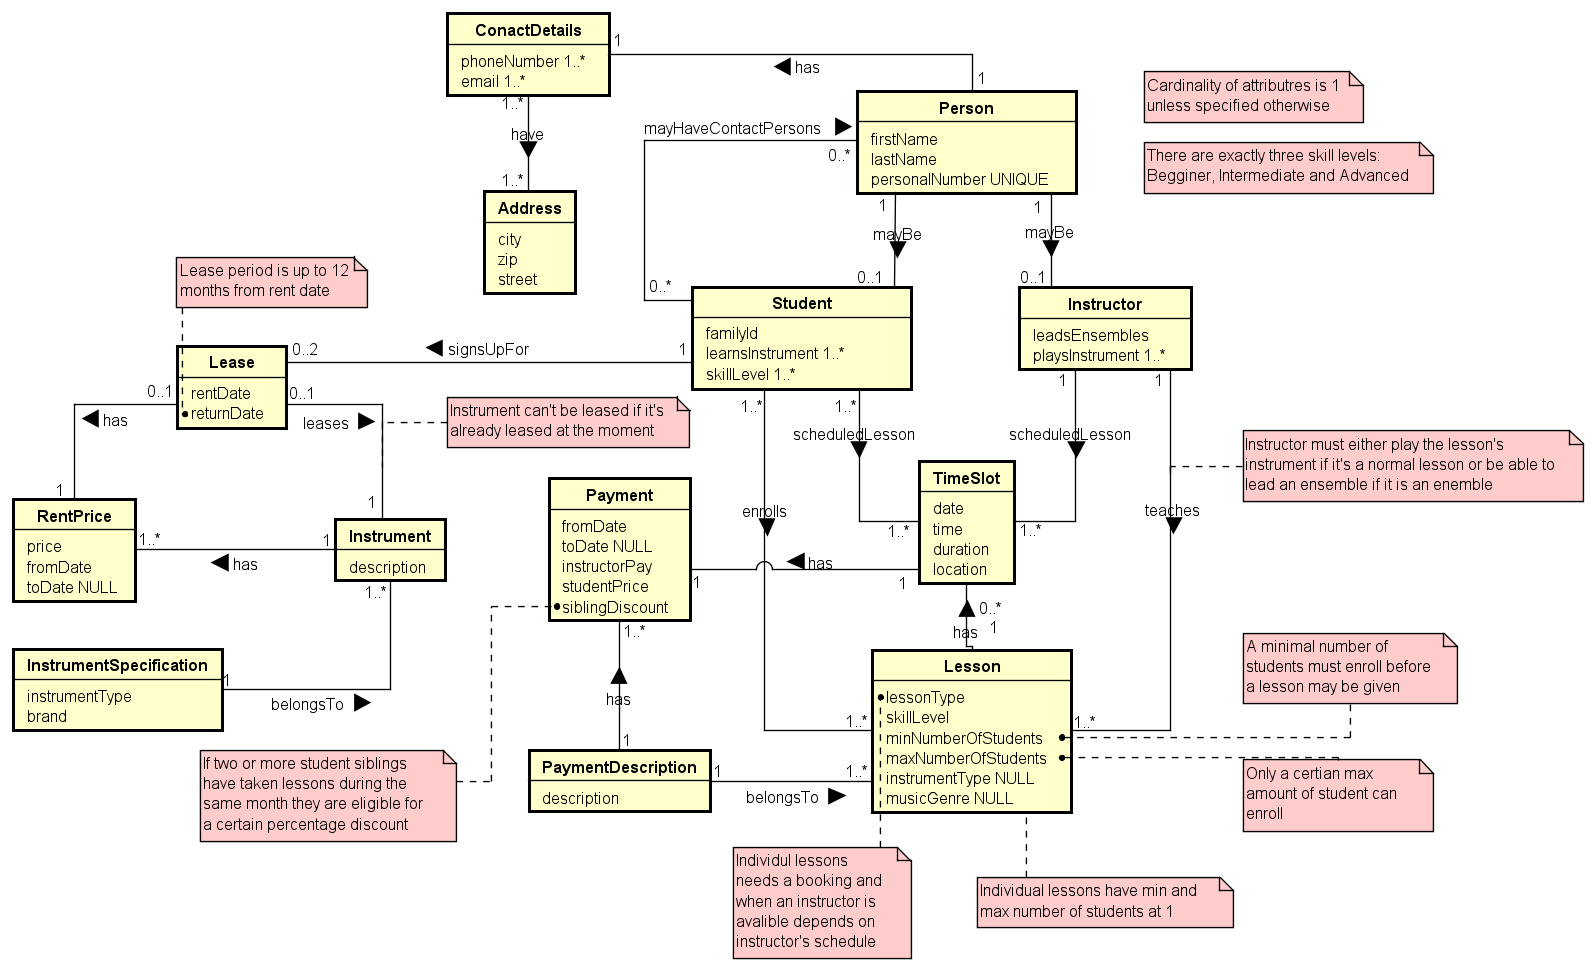 ConactDetails
phoneNumber 1..*
email 1..*
1
has
1
1..*
have
1..*
Address
city
zip
street
mayHaveContactPersons
0..*
0..*
Person
firstName
lastName
personalNumber UNIQUE
1
mayBe
0..1
1
mayBe
0..1
Cardinality of attributres is 1
unless specified otherwise
There are exactly three skill levels:
Begginer, Intermediate and Advanced
Lease period is up to 12
months from rent date
Student
familyId
learnsInstrument 1..*
skillLevel 1..*
Instructor
leadsEnsembles
playsInstrument 1..*
Lease
rentDate
returnDate
0..2
signsUpFor
1
0..1
has
1
0..1
leases
1
Instrument can't be leased if it's
already leased at the moment
1..*
enrolls
1..*
1..*
scheduledLesson
1..*
1
scheduledLesson
1..*
1
teaches
1..*
Instructor must either play the lesson's
instrument if it's a normal lesson or be able to
lead an ensemble if it is an enemble
RentPrice
price
fromDate
toDate NULL
1..*
has
1
Instrument
description
1..*
Payment
fromDate
toDate NULL
instructorPay
studentPrice
siblingDiscount
1
has
1
TimeSlot
date
time
duration
location
0..*
has
1
InstrumentSpecification
instrumentType
brand
1
belongsTo
1..*
has
1
Lesson
lessonType
skillLevel
minNumberOfStudents
maxNumberOfStudents
instrumentType NULL
musicGenre NULL
A minimal number of
students must enroll before
a lesson may be given
Only a certian max
amount of student can
enroll
If two or more student siblings
have taken lessons during the
same month they are eligible for
a certain percentage discount
PaymentDescription
description
1
belongsTo
1..*
Individul lessons
needs a booking and
when an instructor is
avalible depends on
instructor's schedule
Individual lessons have min and
max number of students at 1